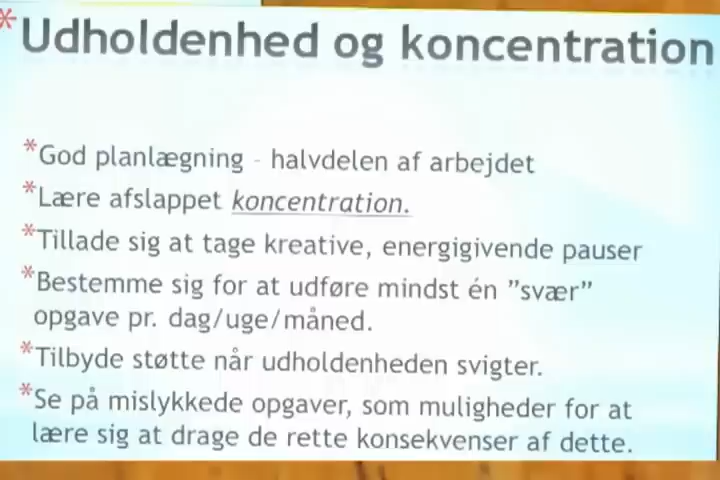 *Udholdenhed og koncentration
*God planlægning - halvdelen af arbejdet
*Lære afslappet koncentration.
*Tillade sig at tage kreative, energigivende pauser
*Bestemme sig for at udføre mindst én ”svær”
opgave pr. dag/uge/måned.
*Tilbyde støtte når udholdenheden svigter.
*Se på mislykkede opgaver, som muligheder for at
lære sig at drage de rette konsekvenser af dette.